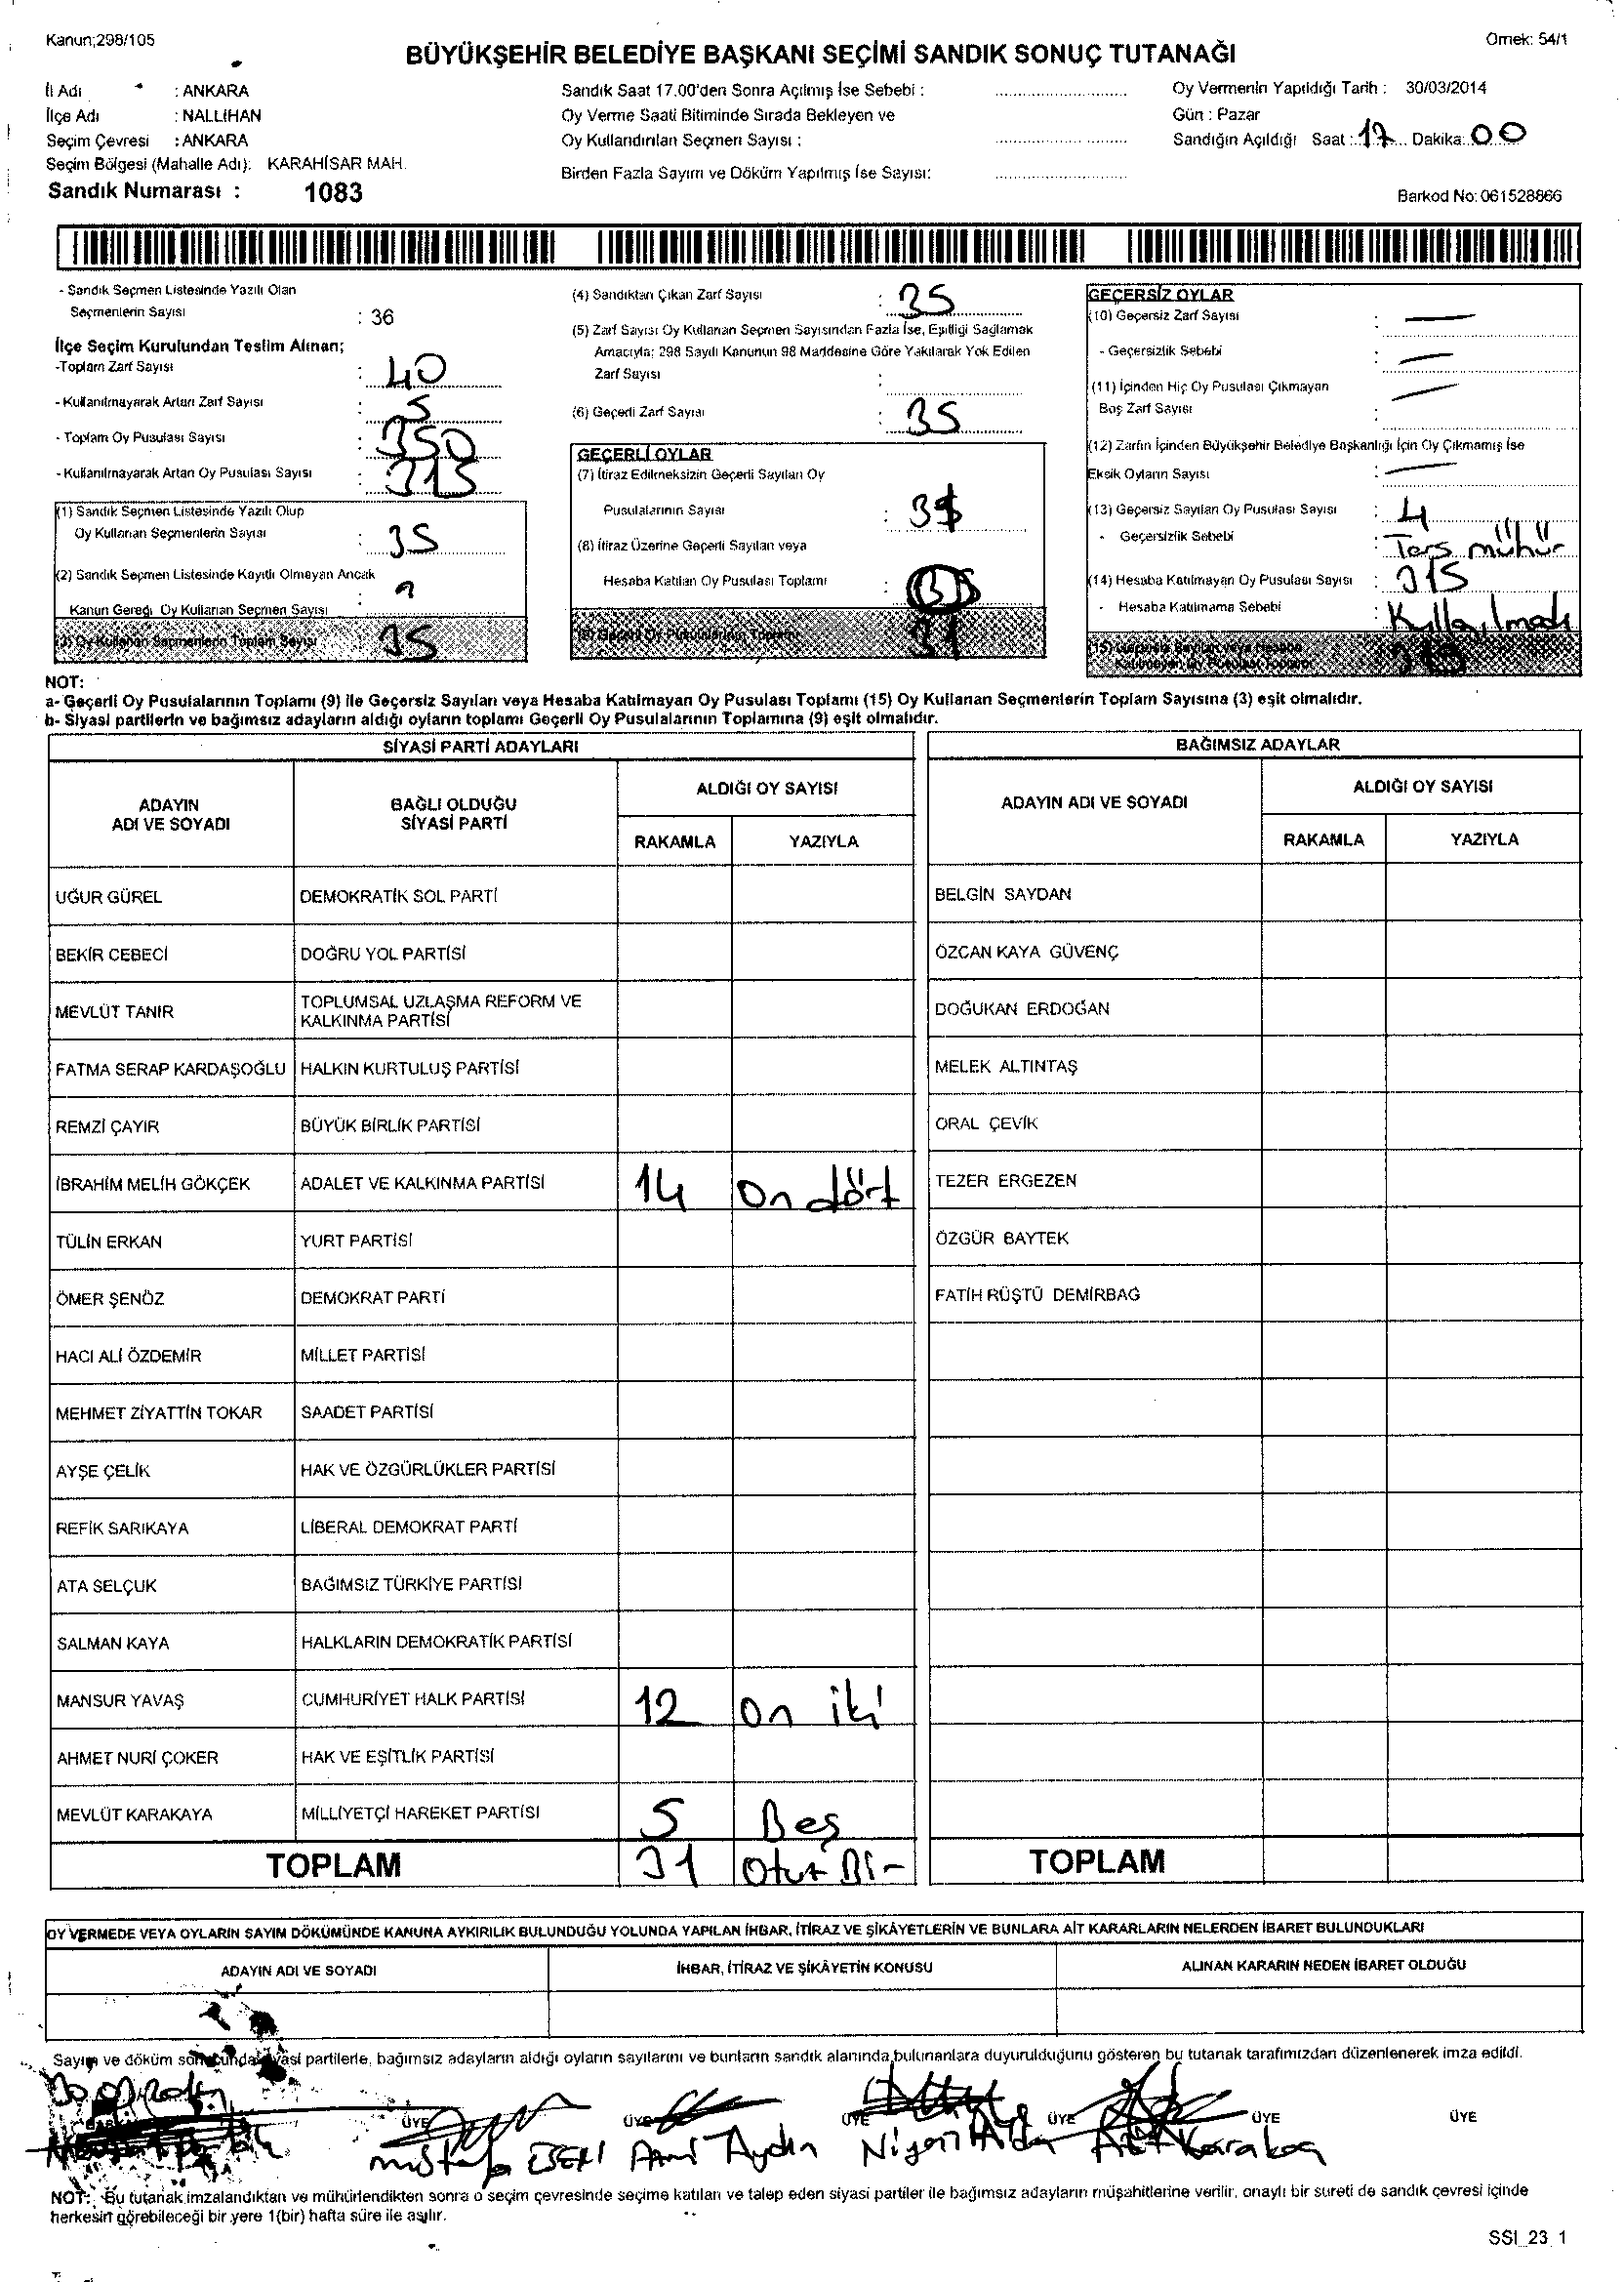 Kanun;298/105
Örnek: 54/1
BÜYÜKŞEHİR BELEDİYE BAŞKANI SEÇİMİ SANDIK SONUÇ TUTANAĞI
İl Adı : ANKARA
İlçe Adı : NALLIHAN
Seçim Çevresi : ANKARA
Seçim Bölgesi (Mahalle Adı): KARAHİSAR MAH.
Sandık Numarası : 1083
Sandık Saat 17.00'den Sonra Açılmış İse Sebebi :
Oy Verme Saati Bitiminde Sırada Bekleyen ve
Oy Kullandırılan Seçmen Sayısı :
Birden Fazla Sayım ve Döküm Yapılmış İse Sayısı:
Oy Vermenin Yapıldığı Tarih : 30/03/2014
Gün : Pazar
Sandığın Açıldığı Saat : 17 Dakika: 00
Barkod No: 061528866
- Sandık Seçmen Listesinde Yazılı Olan
Seçmenlerin Sayısı : 36
İlçe Seçim Kurulundan Teslim Alınan;
-Toplam Zarf Sayısı : 40
- Kullanılmayarak Artan Zarf Sayısı : 5
- Toplam Oy Pusulası Sayısı : 350
- Kullanılmayarak Artan Oy Pusulası Sayısı : 315
(1) Sandık Seçmen Listesinde Yazılı Olup
Oy Kullanan Seçmenlerin Sayısı : 35
(2) Sandık Seçmen Listesinde Kayıtlı Olmayan Ancak
Kanun Gereği Oy Kullanan Seçmen Sayısı :
(3) Oy Kullanan Seçmenlerin Toplam Sayısı 35
(4) Sandıktan Çıkan Zarf Sayısı : 35
(5) Zarf Sayısı Oy Kullanan Seçmen Sayısından Fazla İse, Eşitliği Sağlamak
Amacıyla; 298 Sayılı Kanunun 98 Maddesine Göre Yakılarak Yok Edilen
Zarf Sayısı :
(6) Geçerli Zarf Sayısı : 35
GEÇERLİ OYLAR
(7) İtiraz Edilmeksizin Geçerli Sayılan Oy
Pusulalarının Sayısı :
(8) İtiraz Üzerine Geçerli Sayılan veya
Hesaba Katılan Oy Pusulası Toplamı :
(9) Geçerli Oy Pusulalarının Toplamı 31
GEÇERSİZ OYLAR
(10) Geçersiz Zarf Sayısı : —
- Geçersizlik Sebebi : —
(11) İçinden Hiç Oy Pusulası Çıkmayan —
Boş Zarf Sayısı :
(12) Zarfın İçinden Büyükşehir Belediye Başkanlığı İçin Oy Çıkmamış İse
Eksik Oyların Sayısı : —
(13) Geçersiz Sayılan Oy Pusulası Sayısı : 4
- Geçersizlik Sebebi : Ters mühür
(14) Hesaba Katılmayan Oy Pusulası Sayısı : 315
- Hesaba Katılmama Sebebi : Kullanılmadı
(15) Geçersiz Sayılan veya Hesaba
Katılmayan Oy Pusulası Toplamı
NOT:
a- Geçerli Oy Pusulalarının Toplamı (9) ile Geçersiz Sayılan veya Hesaba Katılmayan Oy Pusulası Toplamı (15) Oy Kullanan Seçmenlerin Toplam Sayısına (3) eşit olmalıdır.
b- Siyasi partilerin ve bağımsız adayların aldığı oyların toplamı Geçerli Oy Pusulalarının Toplamına (9) eşit olmalıdır.
SİYASİ PARTİ ADAYLARI
ADAYIN ADI VE SOYADI BAĞLI OLDUĞU SİYASİ PARTİ ALDIĞI OY SAYISI
RAKAMLA YAZIYLA
UĞUR GÜREL DEMOKRATİK SOL PARTİ
BEKİR CEBECİ DOĞRU YOL PARTİSİ
MEVLÜT TANIR TOPLUMSAL UZLAŞMA REFORM VE KALKINMA PARTİSİ
FATMA SERAP KARDAŞOĞLU HALKIN KURTULUŞ PARTİSİ
REMZİ ÇAYIR BÜYÜK BİRLİK PARTİSİ
İBRAHİM MELİH GÖKÇEK ADALET VE KALKINMA PARTİSİ 14 On dört
TÜLİN ERKAN YURT PARTİSİ
ÖMER ŞENÖZ DEMOKRAT PARTİ
HACI ALİ ÖZDEMİR MİLLET PARTİSİ
MEHMET ZİYATTİN TOKAR SAADET PARTİSİ
AYŞE ÇELİK HAK VE ÖZGÜRLÜKLER PARTİSİ
REFİK SARIKAYA LİBERAL DEMOKRAT PARTİ
ATA SELÇUK BAĞIMSIZ TÜRKİYE PARTİSİ
SALMAN KAYA HALKLARIN DEMOKRATİK PARTİSİ
MANSUR YAVAŞ CUMHURİYET HALK PARTİSİ 12 On iki
AHMET NURİ ÇOKER HAK VE EŞİTLİK PARTİSİ
MEVLÜT KARAKAYA MİLLİYETÇİ HAREKET PARTİSİ 5 Beş
TOPLAM 31 Otuz Bir
BAĞIMSIZ ADAYLAR
ADAYIN ADI VE SOYADI ALDIĞI OY SAYISI
RAKAMLA YAZIYLA
BELGİN SAYDAN
ÖZCAN KAYA GÜVENÇ
DOĞUKAN ERDOĞAN
MELEK ALTINTAŞ
ORAL ÇEVİK
TEZER ERGEZEN
ÖZGÜR BAYTEK
FATİH RÜŞTÜ DEMİRBAĞ
TOPLAM
OY VERMEDE VEYA OYLARIN SAYIM DÖKÜMÜNDE KANUNA AYKIRILIK BULUNDUĞU YOLUNDA YAPILAN İHBAR, İTİRAZ VE ŞİKÂYETLERİN VE BUNLARA AİT KARARLARIN NELERDEN İBARET BULUNDUKLARI
ADAYIN ADI VE SOYADI İHBAR, İTİRAZ VE ŞİKÂYETİN KONUSU ALINAN KARARIN NEDEN İBARET OLDUĞU
Sayım ve döküm sonucunda siyasi partilerle, bağımsız adayların aldığı oyların sayılarını ve bunların sandık alanında bulunanlara duyurulduğunu gösteren bu tutanak tarafımızdan düzenlenerek imza edildi.
ÜYE ÜYE ÜYE ÜYE ÜYE ÜYE
Mustafa Aydın Karakoç
NOT: Bu tutanak imzalandıktan ve mühürlendikten sonra o seçim çevresinde seçime katılan ve talep eden siyasi partiler ile bağımsız adayların müşahitlerine verilir, onaylı bir sureti de sandık çevresi içinde
herkesin görebileceği bir yere 1(bir) hafta süre ile asılır.
SSI_23_1